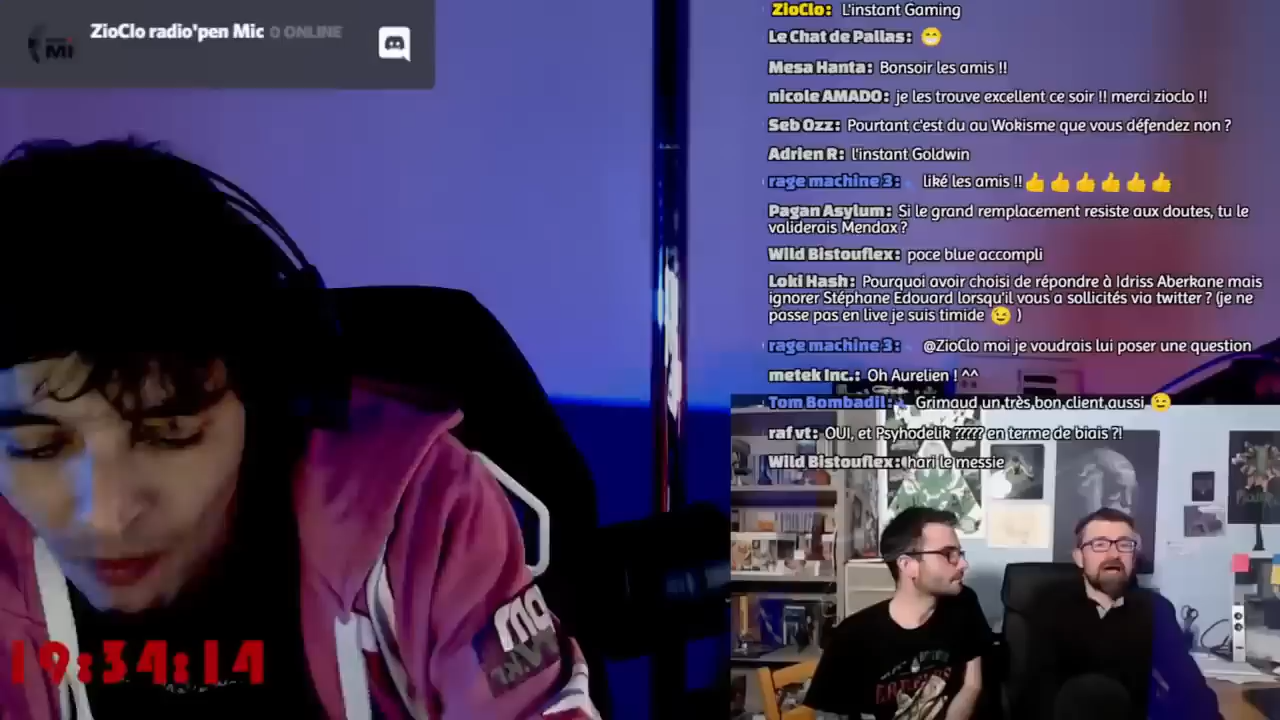 ZioClo radio'pen Mic 0 ONLINE
MI
ZioClo: L'instant Gaming
Le Chat de Pallas: 😁
Mesa Hanta: Bonsoir les amis !!
nicole AMADO: je les trouve excellent ce soir !! merci zioclo !!
Seb Ozz: Pourtant c'est du au Wokisme que vous défendez non ?
Adrien R: l'instant Goldwin
rage machine 3: liké les amis !! 👍👍👍👍👍👍
Pagan Asylum: Si le grand remplacement resiste aux doutes, tu le
validerais Mendax ?
Wild Bistouflex: poce blue accompli
Loki Hash: Pourquoi avoir choisi de répondre à Idriss Aberkane mais
ignorer Stéphane Edouard lorsqu'il vous a sollicités via twitter ? (je ne
passe pas en live je suis timide 😉 )
rage machine 3: @ZioClo moi je voudrais lui poser une question
metek Inc.: Oh Aurelien ! ^^
Tom Bombadil: Grimaud un très bon client aussi 😉
raf vt: OUI, et Psyhodelik ????? en terme de biais ?!
Wild Bistouflex: hari le messie
19:34:14